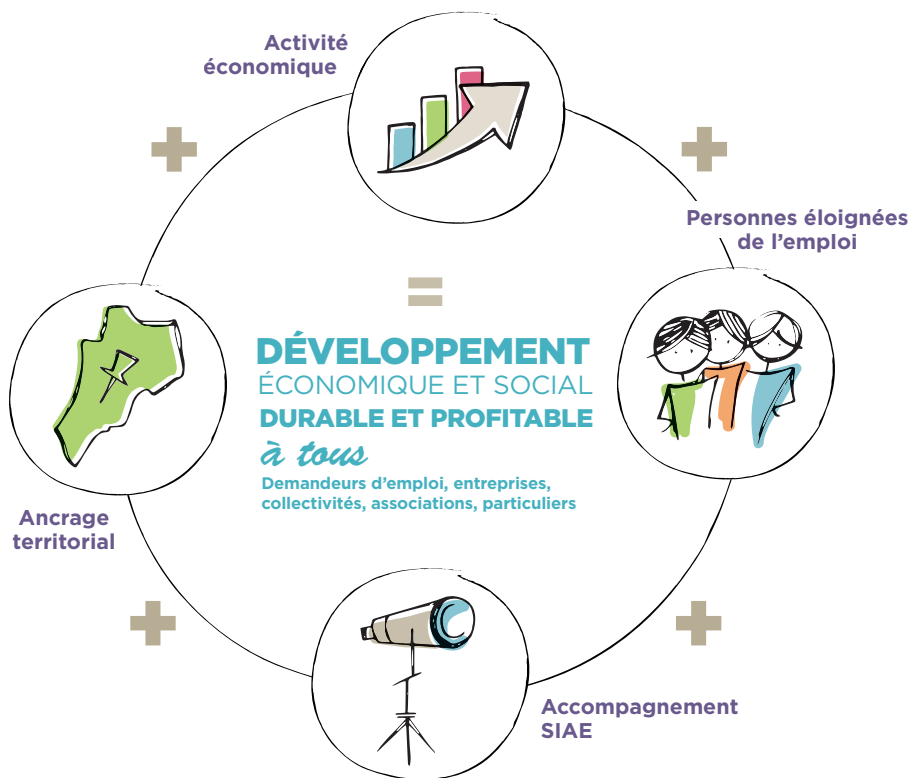 Activité
économique
+
+
Personnes éloignées
de l’emploi
=
DÉVELOPPEMENT
ÉCONOMIQUE ET SOCIAL
DURABLE ET PROFITABLE
à tous
Demandeurs d’emploi, entreprises,
collectivités, associations, particuliers
Ancrage
territorial
+
+
Accompagnement
SIAE